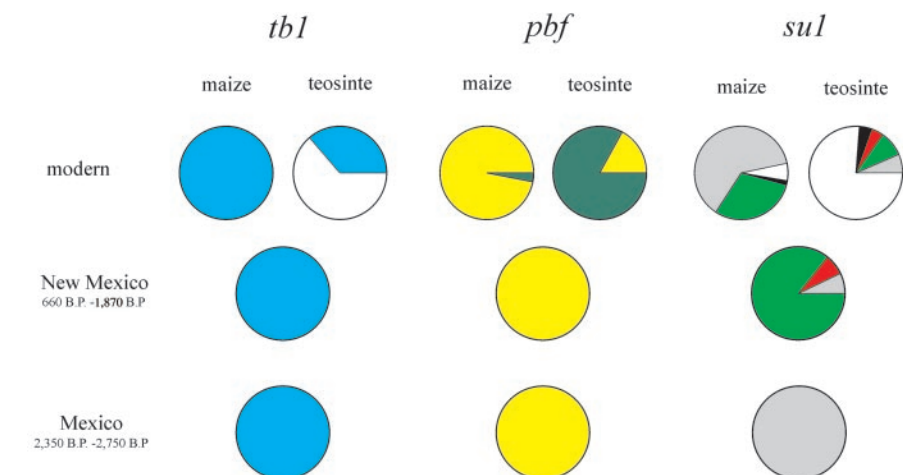 tb1 pbf su1
maize teosinte maize teosinte maize teosinte
modern
New Mexico
660 B.P. -1,870 B.P
Mexico
2,350 B.P. -2,750 B.P